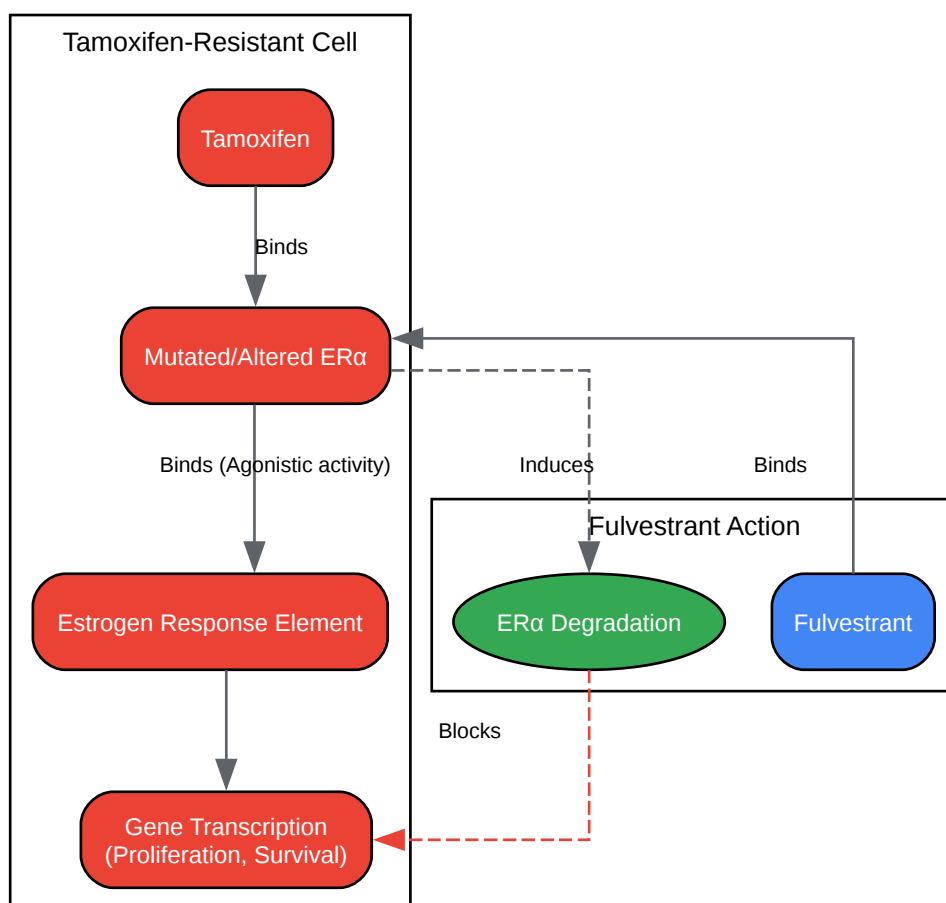 Tamoxifen-Resistant Cell
Tamoxifen
Binds
Mutated/Altered ERα
Binds (Agonistic activity)
Induces
Binds
Fulvestrant Action
Estrogen Response Element
ERα Degradation
Fulvestrant
Blocks
Gene Transcription
(Proliferation, Survival)